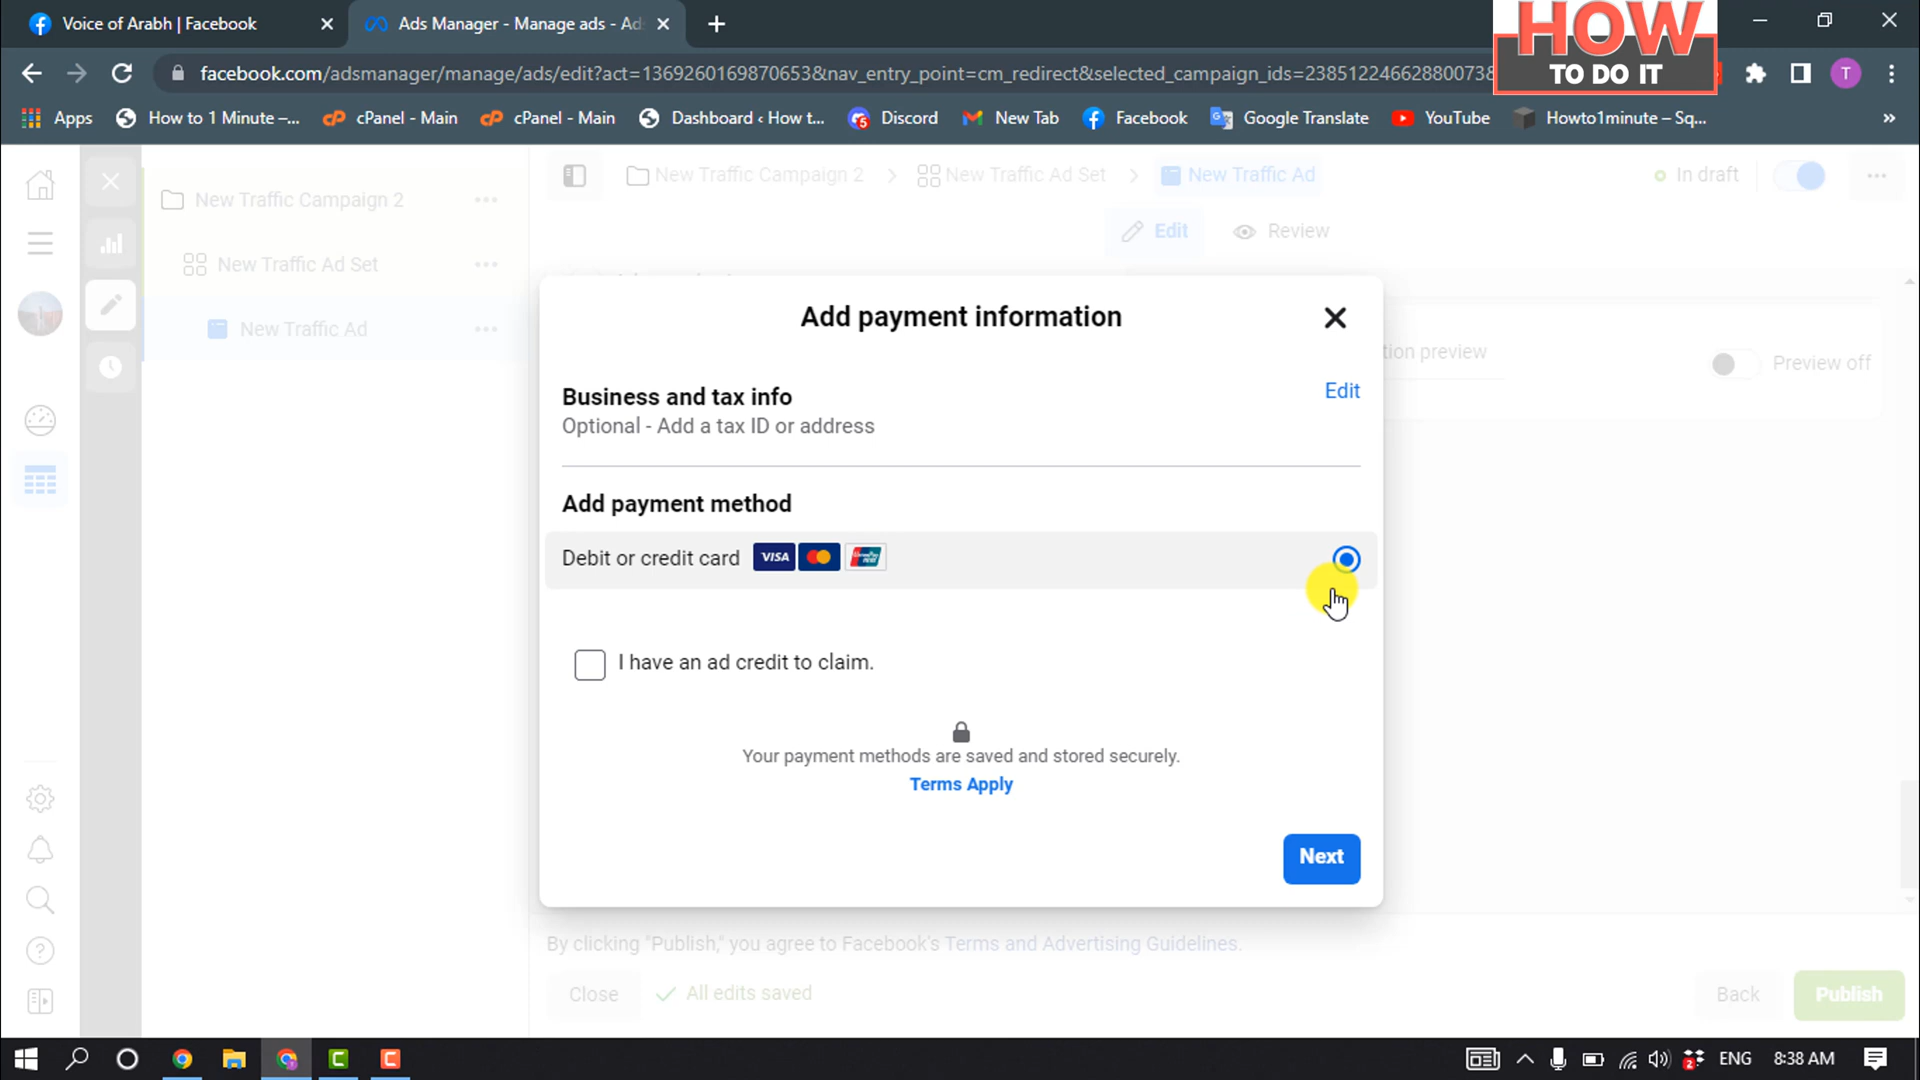 Voice of Arabh | Facebook
Ads Manager - Manage ads - Ads
HOW
TO DO IT
facebook.com/adsmanager/manage/ads/edit?act=1369260169870653&nav_entry_point=cm_redirect&selected_campaign_ids=23851224662880073&
T
Apps
How to 1 Minute –...
cPanel - Main
cPanel - Main
Dashboard ‹ How t...
Discord
New Tab
Facebook
Google Translate
YouTube
Howto1minute – Sq...
»
New Traffic Campaign 2
New Traffic Ad Set
New Traffic Ad
New Traffic Campaign 2
New Traffic Ad Set
New Traffic Ad
In draft
Edit
Review
tion preview
Preview off
Add payment information
Business and tax info
Edit
Optional - Add a tax ID or address
Add payment method
Debit or credit card
VISA
I have an ad credit to claim.
Your payment methods are saved and stored securely.
Terms Apply
Next
By clicking "Publish," you agree to Facebook's Terms and Advertising Guidelines.
Close
All edits saved
Back
Publish
ENG
8:38 AM